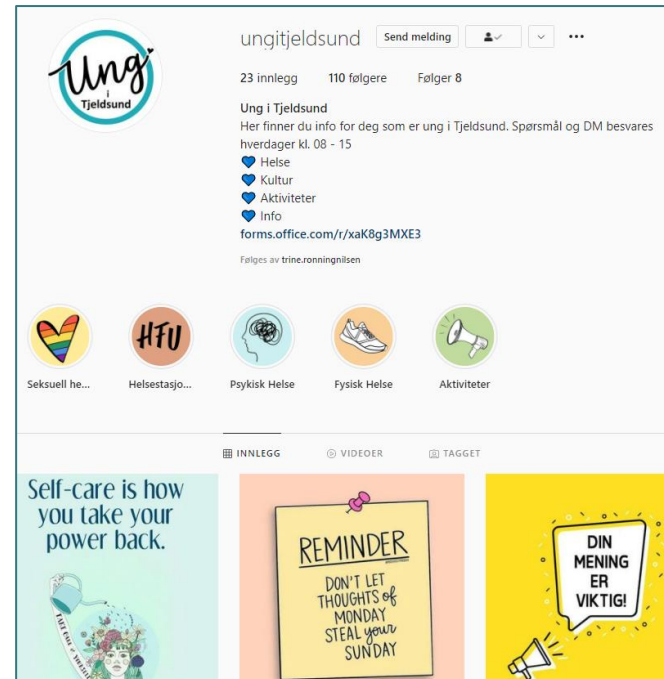 Ung
i
Tjeldsund
ungitjeldsund Send melding
23 innlegg 110 følgere Følger 8
Ung i Tjeldsund
Her finner du info for deg som er ung i Tjeldsund. Spørsmål og DM besvares
hverdager kl. 08 - 15
💙 Helse
💙 Kultur
💙 Aktiviteter
💙 Info
forms.office.com/r/xaK8g3MXE3
Følges av trine.ronningnilsen
HFU
Seksuell he... Helsestasjo... Psykisk Helse Fysisk Helse Aktiviteter
INNLEGG VIDEOER TAGGET
Self-care is how
you take your
power back.
REMINDER
DON'T LET
THOUGHTS of
MONDAY
STEAL your
SUNDAY
DIN
MENING
ER
VIKTIG!